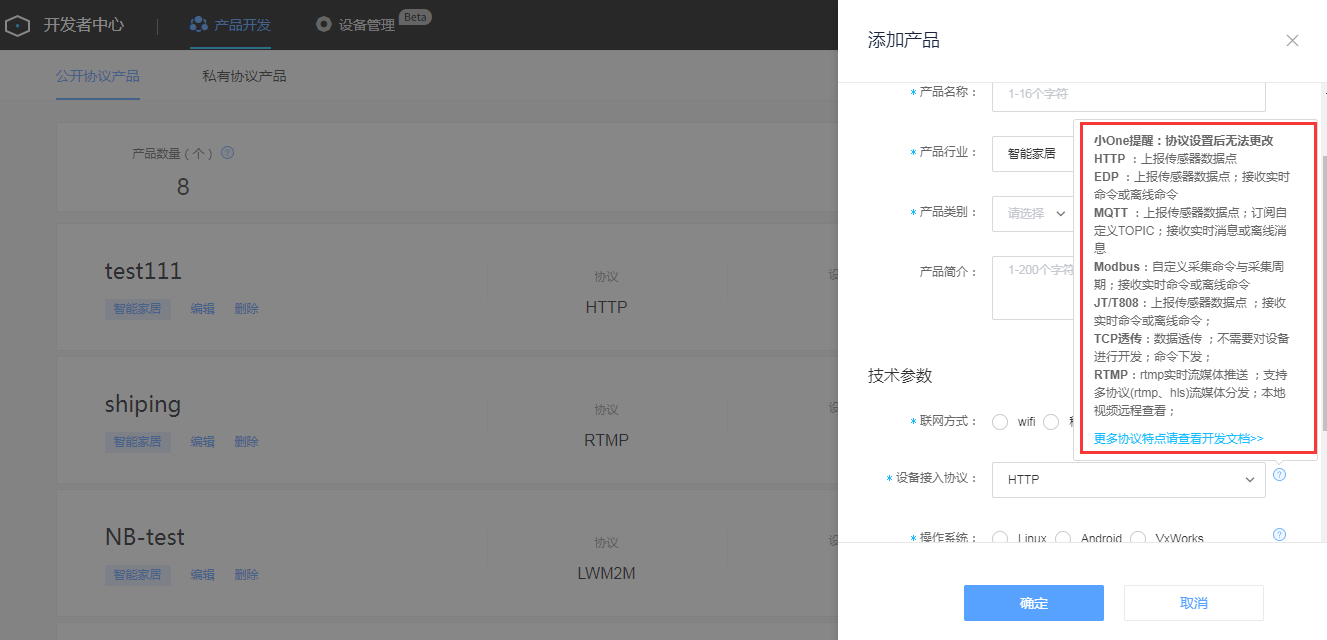 开发者中心
产品开发
设备管理
Beta
公开协议产品
私有协议产品
产品数量（个）
8
test111
智能家居 编辑 删除
协议
HTTP
设
shiping
智能家居 编辑 删除
协议
RTMP
设
NB-test
智能家居 编辑 删除
协议
LWM2M
设
添加产品
* 产品名称：
1-16个字符
* 产品行业：
智能家居
* 产品类别：
请选择
产品简介：
1-200个字符
小One提醒：协议设置后无法更改
HTTP ：上报传感器数据点
EDP ：上报传感器数据点；接收实时
命令或离线命令
MQTT ：上报传感器数据点；订阅自
定义TOPIC；接收实时消息或离线消
息
Modbus：自定义采集命令与采集周
期；接收实时命令或离线命令
JT/T808：上报传感器数据点 ；接收
实时命令或离线命令；
TCP透传：数据透传 ；不需要对设备
进行开发；命令下发；
RTMP：rtmp实时流媒体推送 ；支持
多协议(rtmp、hls)流媒体分发；本地
视频远程查看；
更多协议特点请查看开发文档>>
技术参数
* 联网方式：
wifi
* 设备接入协议：
HTTP
* 操作系统：
Linux Android VxWorks
确定
取消